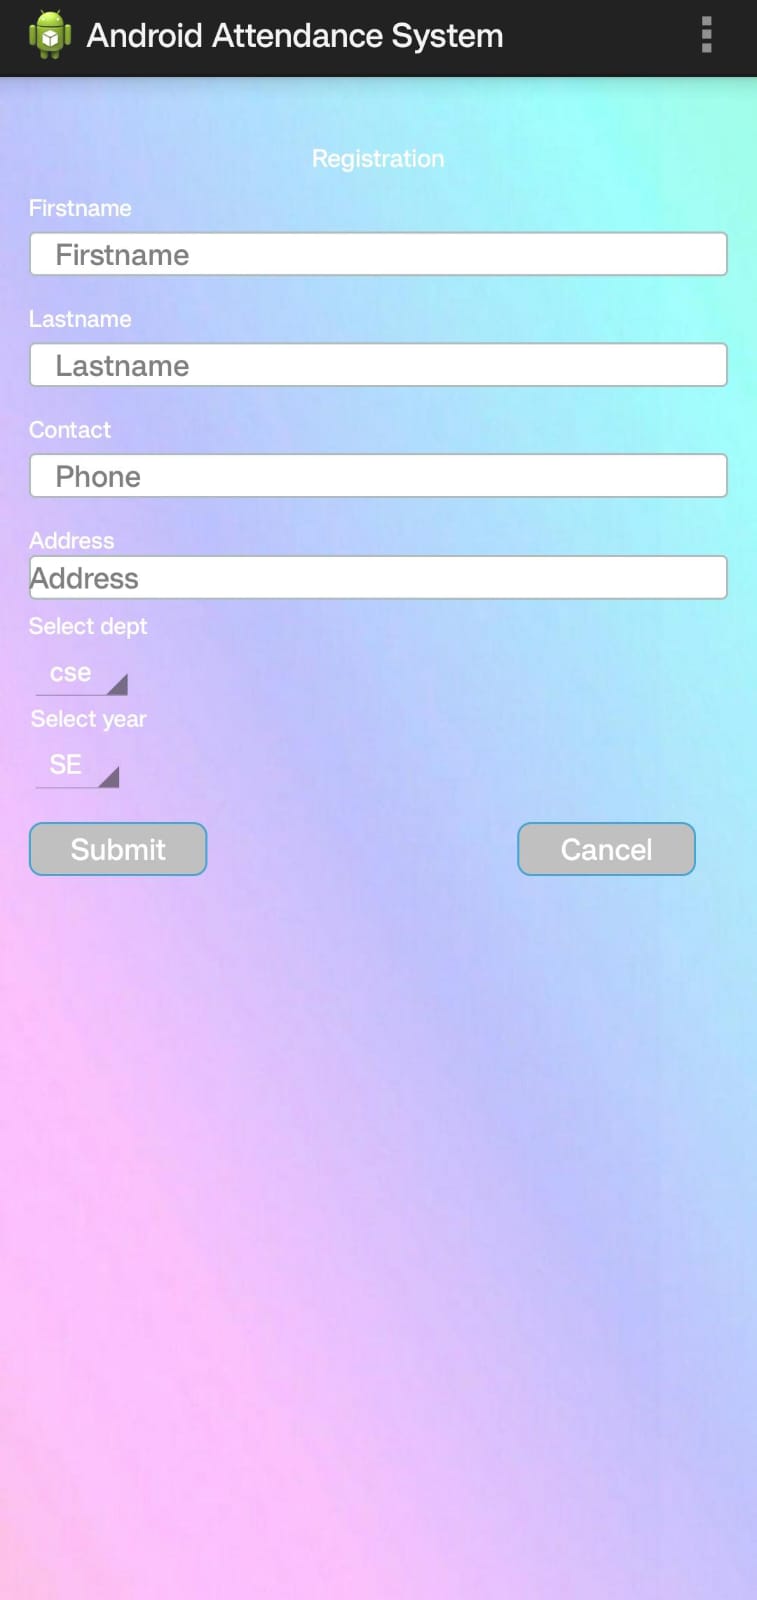 Android Attendance System
Registration
Firstname
Firstname
Lastname
Lastname
Contact
Phone
Address
Address
Select dept
cse
Select year
SE
Submit
Cancel